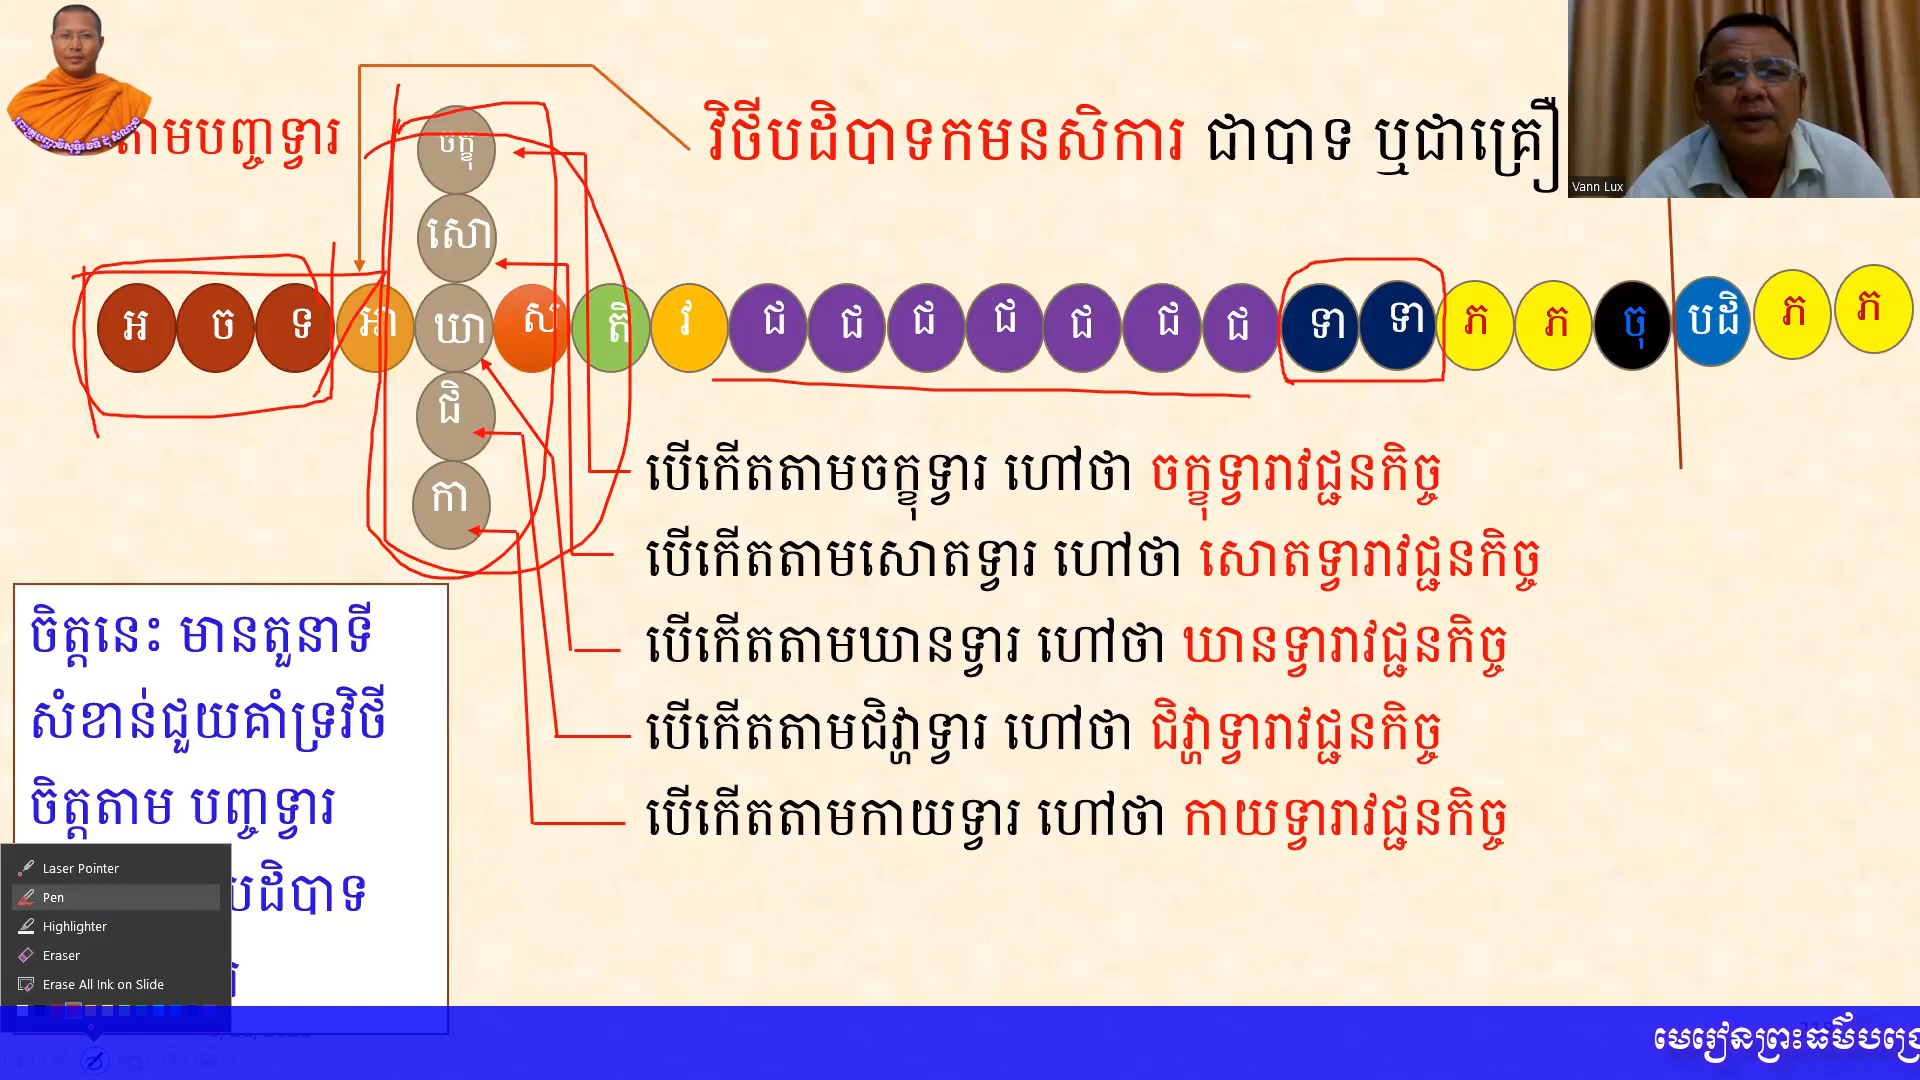 តាមបញ្ចទ្វារ
វិថីបដិបាទកមនសិការ ជាបាទ ឬជាគ្រឿ
Vann Lux
ចក្ខុ
សោ
អ ច ទ អា ឃា ស តិ វ ជ ជ ជ ជ ជ ជ ជ ទា ទា ភ ភ ចុ បដិ ភ ភ
ជិ
កា
បើកើតតាមចក្ខុទ្វារ ហៅថា ចក្ខុទ្វារាវជ្ជនកិច្ច
បើកើតតាមសោតទ្វារ ហៅថា សោតទ្វារាវជ្ជនកិច្ច
បើកើតតាមឃានទ្វារ ហៅថា ឃានទ្វារាវជ្ជនកិច្ច
បើកើតតាមជិវ្ហាទ្វារ ហៅថា ជិវ្ហាទ្វារាវជ្ជនកិច្ច
បើកើតតាមកាយទ្វារ ហៅថា កាយទ្វារាវជ្ជនកិច្ច
ចិត្តនេះ មានតួនាទី
សំខាន់ជួយគាំទ្រវិថី
ចិត្តតាម បញ្ចទ្វារ
បដិបាទ
Laser Pointer
Pen
Highlighter
Eraser
Erase All Ink on Slide
មេរៀនព្រះធម៌បង្រៀ